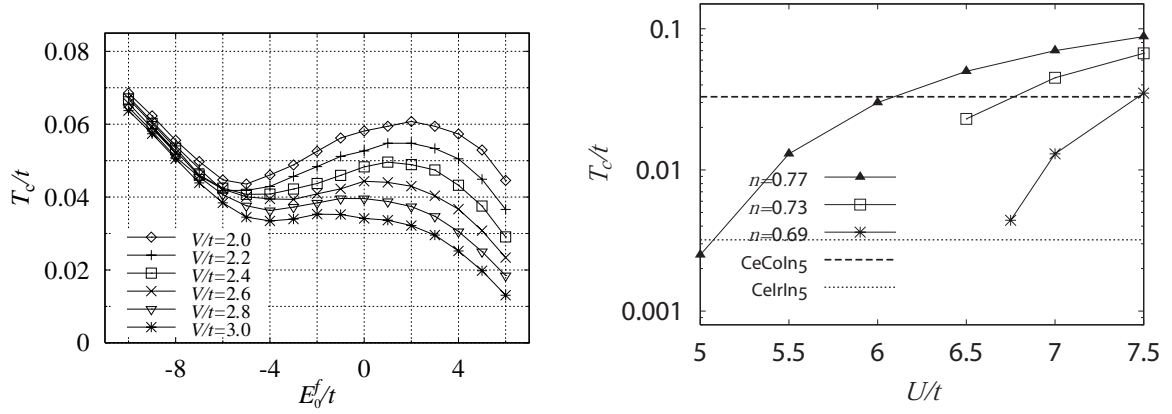 T_c/t
0.08
0.06
0.04
0.02
0
V/t=2.0
V/t=2.2
V/t=2.4
V/t=2.6
V/t=2.8
V/t=3.0
-8
-4
0
4
E_0^f/t
T_c/t
0.1
0.01
0.001
n=0.77
n=0.73
n=0.69
CeCoIn5
CeIrIn5
5
5.5
6
6.5
7
7.5
U/t